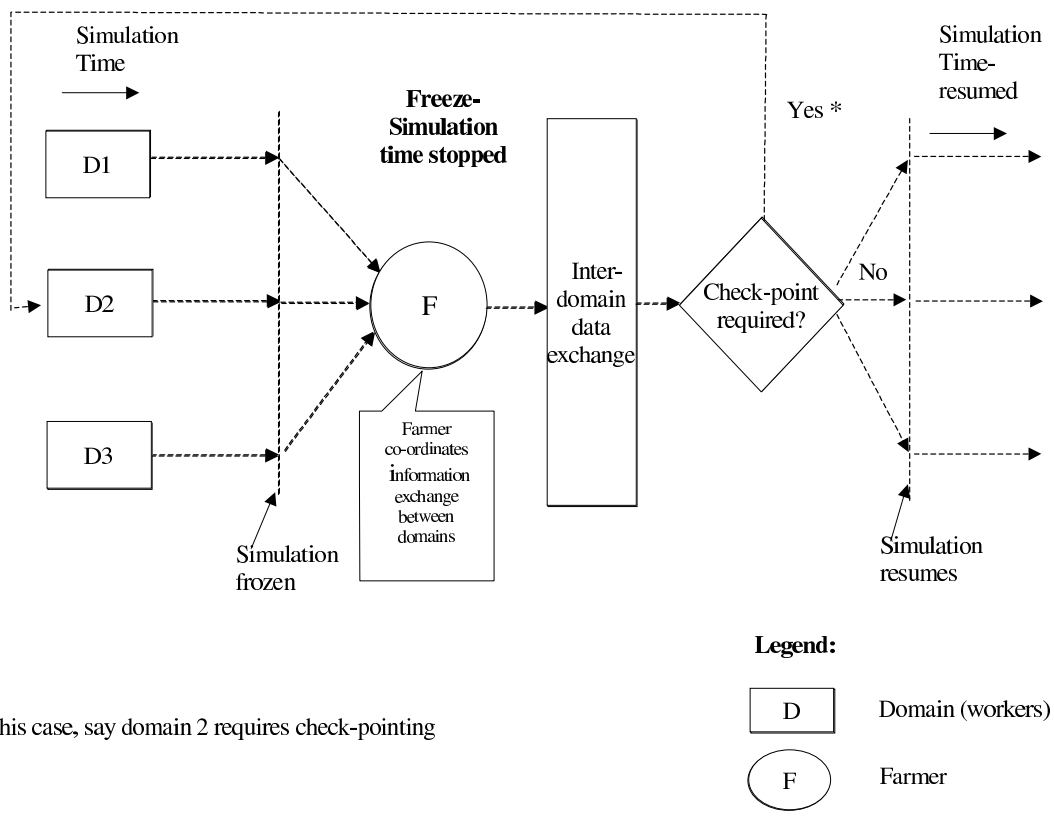 Simulation
Time
Simulation
Time-
resumed
Freeze-
Simulation
time stopped
Yes *
D1
D2
D3
F
Inter-
domain
data
exchange
Check-point
required?
No
Farmer
co-ordinates
information
exchange
between
domains
Simulation
frozen
Simulation
resumes
Legend:
D
Domain (workers)
F
Farmer
his case, say domain 2 requires check-pointing